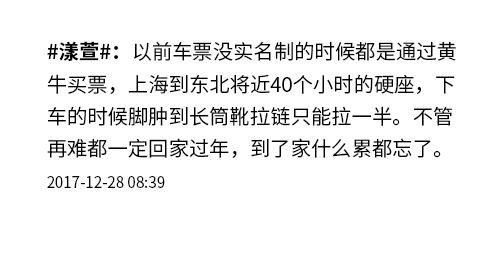 #漾萱#：以前车票没实名制的时候都是通过黄
牛买票，上海到东北将近40个小时的硬座，下
车的时候脚肿到长筒靴拉链只能拉一半。不管
再难都一定回家过年，到了家什么累都忘了。
2017-12-28 08:39